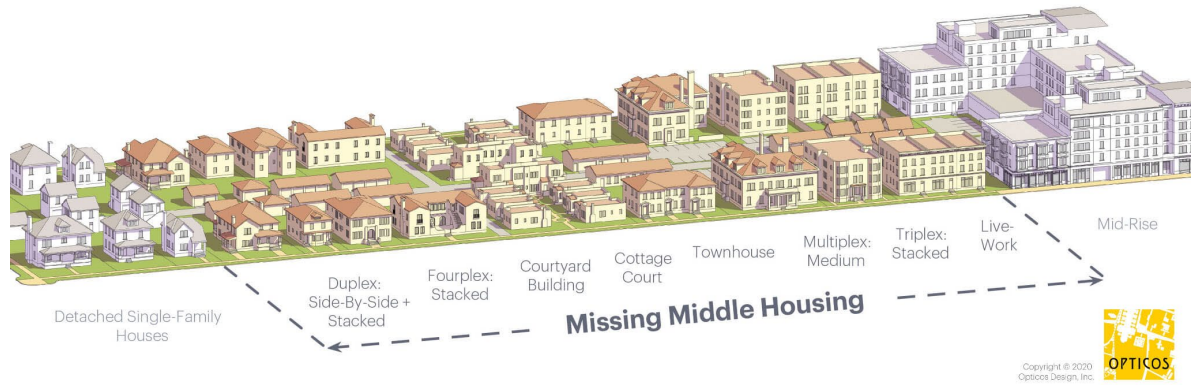 Detached Single-Family
Houses
Duplex:
Side-By-Side +
Stacked
Fourplex:
Stacked
Courtyard
Building
Cottage
Court
Townhouse
Multiplex:
Medium
Triplex:
Stacked
Live-
Work
Mid-Rise
Missing Middle Housing
Copyright © 2020
Opticos Design, Inc.
OPTICOS